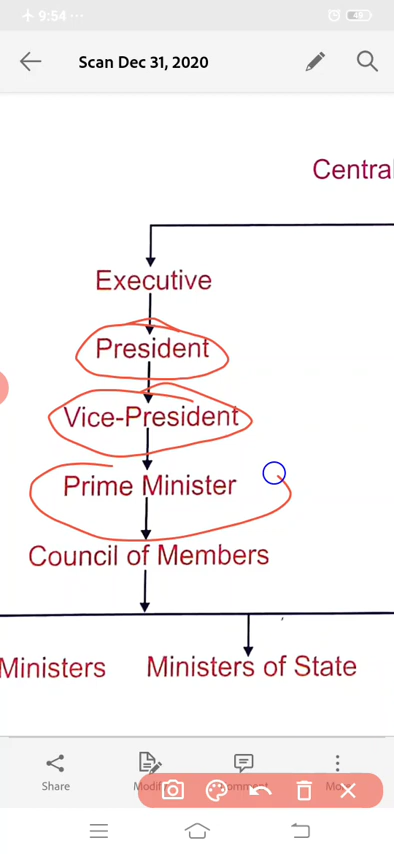 9:54
49
Scan Dec 31, 2020
Central
Executive
President
Vice-President
Prime Minister
Council of Members
Ministers
Ministers of State
Share